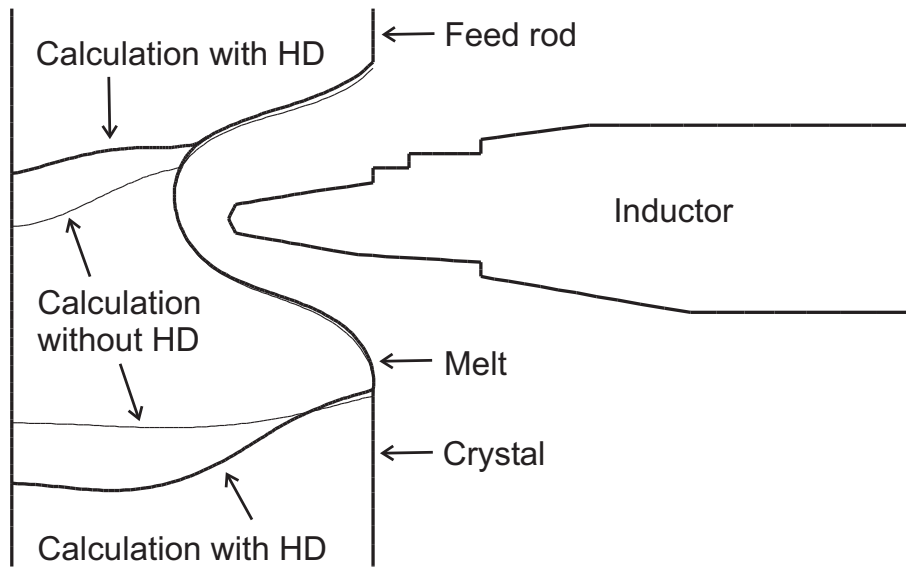 Feed rod
Calculation with HD
Inductor
Calculation
without HD
Melt
Crystal
Calculation with HD